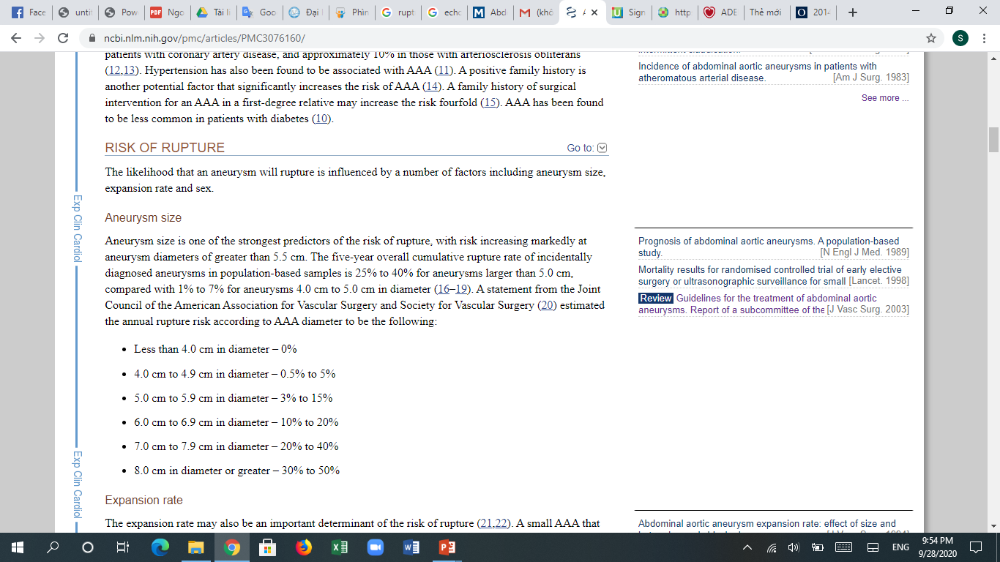 Face
untit
Pow
PDF Ngo
Tài li
Goo
Đại
Phìn
rupt
echo
M Abd
(khô
A
Sign
http
ADE
Thẻ mới
2014
ncbi.nlm.nih.gov/pmc/articles/PMC3076160/
S
patients with coronary artery disease, and approximately 10% in those with arteriosclerosis obliterans
(12,13). Hypertension has also been found to be associated with AAA (11). A positive family history is
another potential factor that significantly increases the risk of AAA (14). A family history of surgical
intervention for an AAA in a first-degree relative may increase the risk fourfold (15). AAA has been found
to be less common in patients with diabetes (10).
RISK OF RUPTURE
Go to:
The likelihood that an aneurysm will rupture is influenced by a number of factors including aneurysm size,
expansion rate and sex.
Aneurysm size
Aneurysm size is one of the strongest predictors of the risk of rupture, with risk increasing markedly at
aneurysm diameters of greater than 5.5 cm. The five-year overall cumulative rupture rate of incidentally
diagnosed aneurysms in population-based samples is 25% to 40% for aneurysms larger than 5.0 cm,
compared with 1% to 7% for aneurysms 4.0 cm to 5.0 cm in diameter (16–19). A statement from the Joint
Council of the American Association for Vascular Surgery and Society for Vascular Surgery (20) estimated
the annual rupture risk according to AAA diameter to be the following:
• Less than 4.0 cm in diameter – 0%
• 4.0 cm to 4.9 cm in diameter – 0.5% to 5%
• 5.0 cm to 5.9 cm in diameter – 3% to 15%
• 6.0 cm to 6.9 cm in diameter – 10% to 20%
• 7.0 cm to 7.9 cm in diameter – 20% to 40%
• 8.0 cm in diameter or greater – 30% to 50%
Expansion rate
The expansion rate may also be an important determinant of the risk of rupture (21,22). A small AAA that
Exp Clin Cardiol
Exp Clin Cardiol
Incidence of abdominal aortic aneurysms in patients with
atheromatous arterial disease. [Am J Surg. 1983]
See more ...
Prognosis of abdominal aortic aneurysms. A population-based
study. [N Engl J Med. 1989]
Mortality results for randomised controlled trial of early elective
surgery or ultrasonographic surveillance for small [Lancet. 1998]
Review Guidelines for the treatment of abdominal aortic
aneurysms. Report of a subcommittee of the [J Vasc Surg. 2003]
Abdominal aortic aneurysm expansion rate: effect of size and
ENG
9:54 PM
9/28/2020